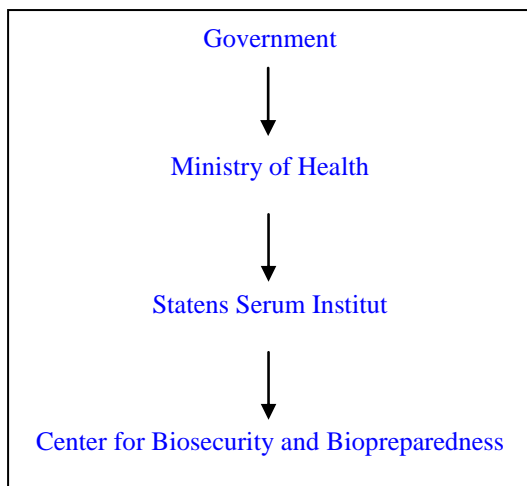 Government
Ministry of Health
Statens Serum Institut
Center for Biosecurity and Biopreparedness